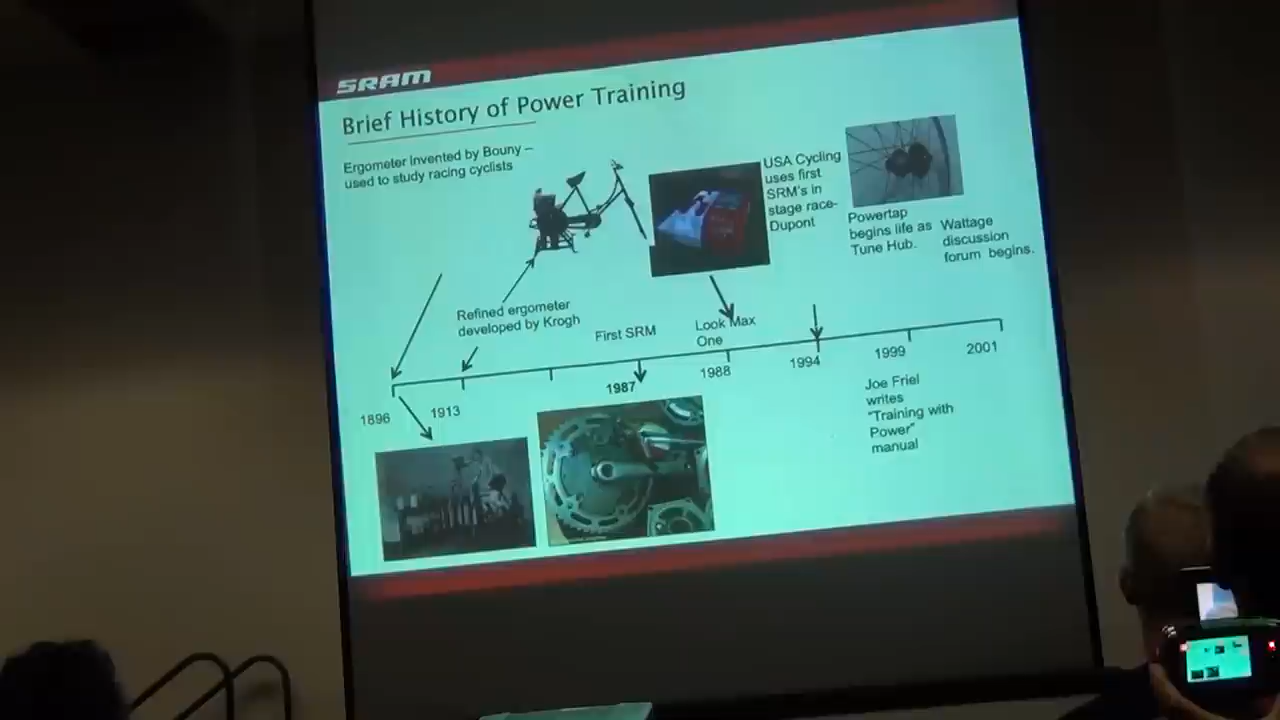 SRAM
Brief History of Power Training
Ergometer invented by Bouny –
used to study racing cyclists
USA Cycling
uses first
SRM's in
stage race-
Dupont
Powertap
begins life as
Tune Hub.
Wattage
discussion
forum begins.
Refined ergometer
developed by Krogh
First SRM
Look Max
One
1896
1913
1987
1988
1994
1999
2001
Joe Friel
writes
"Training with
Power"
manual